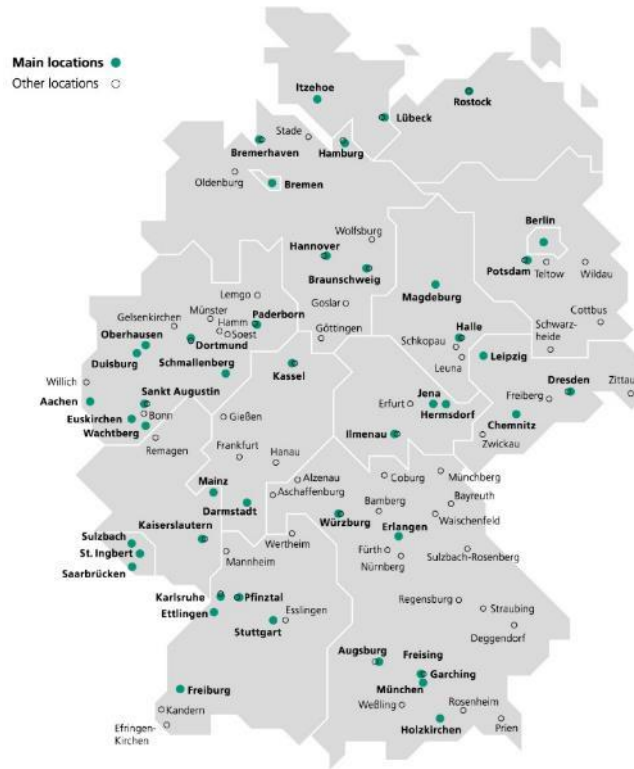 Main locations
Other locations
Itzehoe
Rostock
Lübeck
Stade
Bremerhaven
Hamburg
Oldenburg
Bremen
Wolfsburg
Berlin
Hannover
Braunschweig
Potsdam
Teltow
Wildau
Lemgo
Magdeburg
Goslar
Münster
Gelsenkirchen
Hamm
Paderborn
Cottbus
Oberhausen
Soest
Dortmund
Göttingen
Halle
Schwarz-
heide
Schkopau
Duisburg
Schmallenberg
Leipzig
Kassel
Leuna
Willich
Sankt Augustin
Jena
Dresden
Zittau
Aachen
Erfurt
Freiberg
Euskirchen
Bonn
Gießen
Hermsdorf
Chemnitz
Wachtberg
Ilmenau
Zwickau
Remagen
Frankfurt
Hanau
Münchberg
Alzenau
Coburg
Mainz
Aschaffenburg
Bayreuth
Bamberg
Darmstadt
Würzburg
Waischenfeld
Kaiserslautern
Erlangen
Sulzbach
Wertheim
St. Ingbert
Mannheim
Fürth
Sulzbach-Rosenberg
Nürnberg
Saarbrücken
Karlsruhe
Pfinztal
Regensburg
Ettlingen
Esslingen
Straubing
Stuttgart
Deggendorf
Augsburg
Freising
Garching
Freiburg
München
Weßling
Rosenheim
Kandern
Holzkirchen
Prien
Efringen-
Kirchen